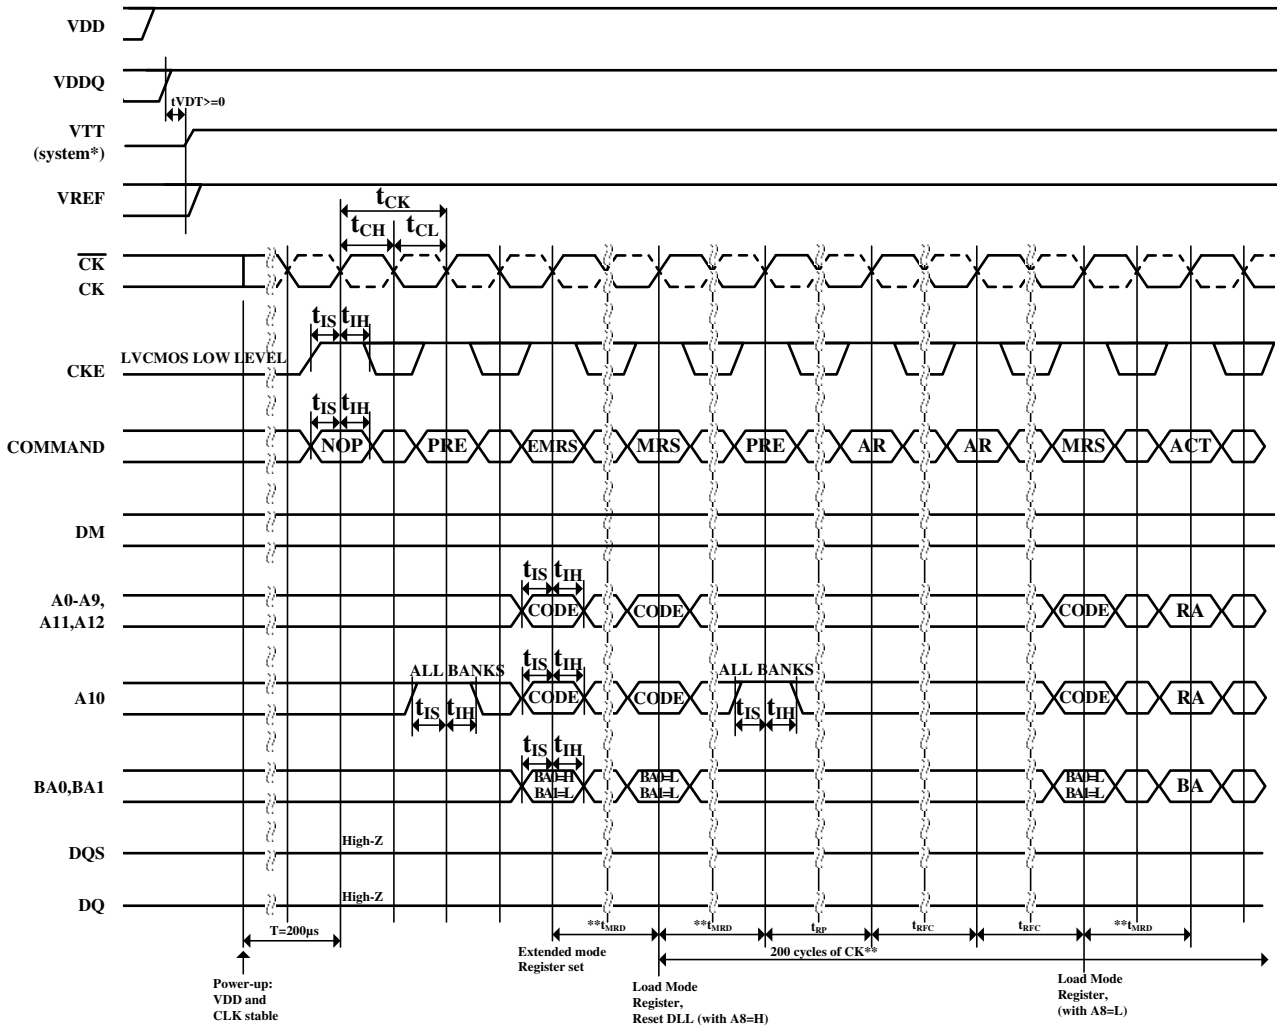 VDD
VDDQ
tVDT>=0
VTT
(system*)
VREF
tCK
tCH tCL
CK
CK
tIS tIH
LVCMOS LOW LEVEL
CKE
tIS tIH
COMMAND NOP PRE EMRS MRS PRE AR AR MRS ACT
DM
tIS tIH
A0-A9,
A11,A12
CODE CODE CODE RA
ALL BANKS tIS tIH ALL BANKS
A10 CODE CODE CODE RA
tIS tIH tIS tIH
tIS tIH
BA0,BA1
BA0=H BA0=L BA0=L
BA1=L BA1=L BA1=L
BA
High-Z
DQS
High-Z
DQ
T=200µs
**tMRD **tMRD tRP tRFC tRFC **tMRD
Extended mode
Register set
200 cycles of CK**
Power-up:
VDD and
CLK stable
Load Mode
Register,
Reset DLL (with A8=H)
Load Mode
Register,
(with A8=L)